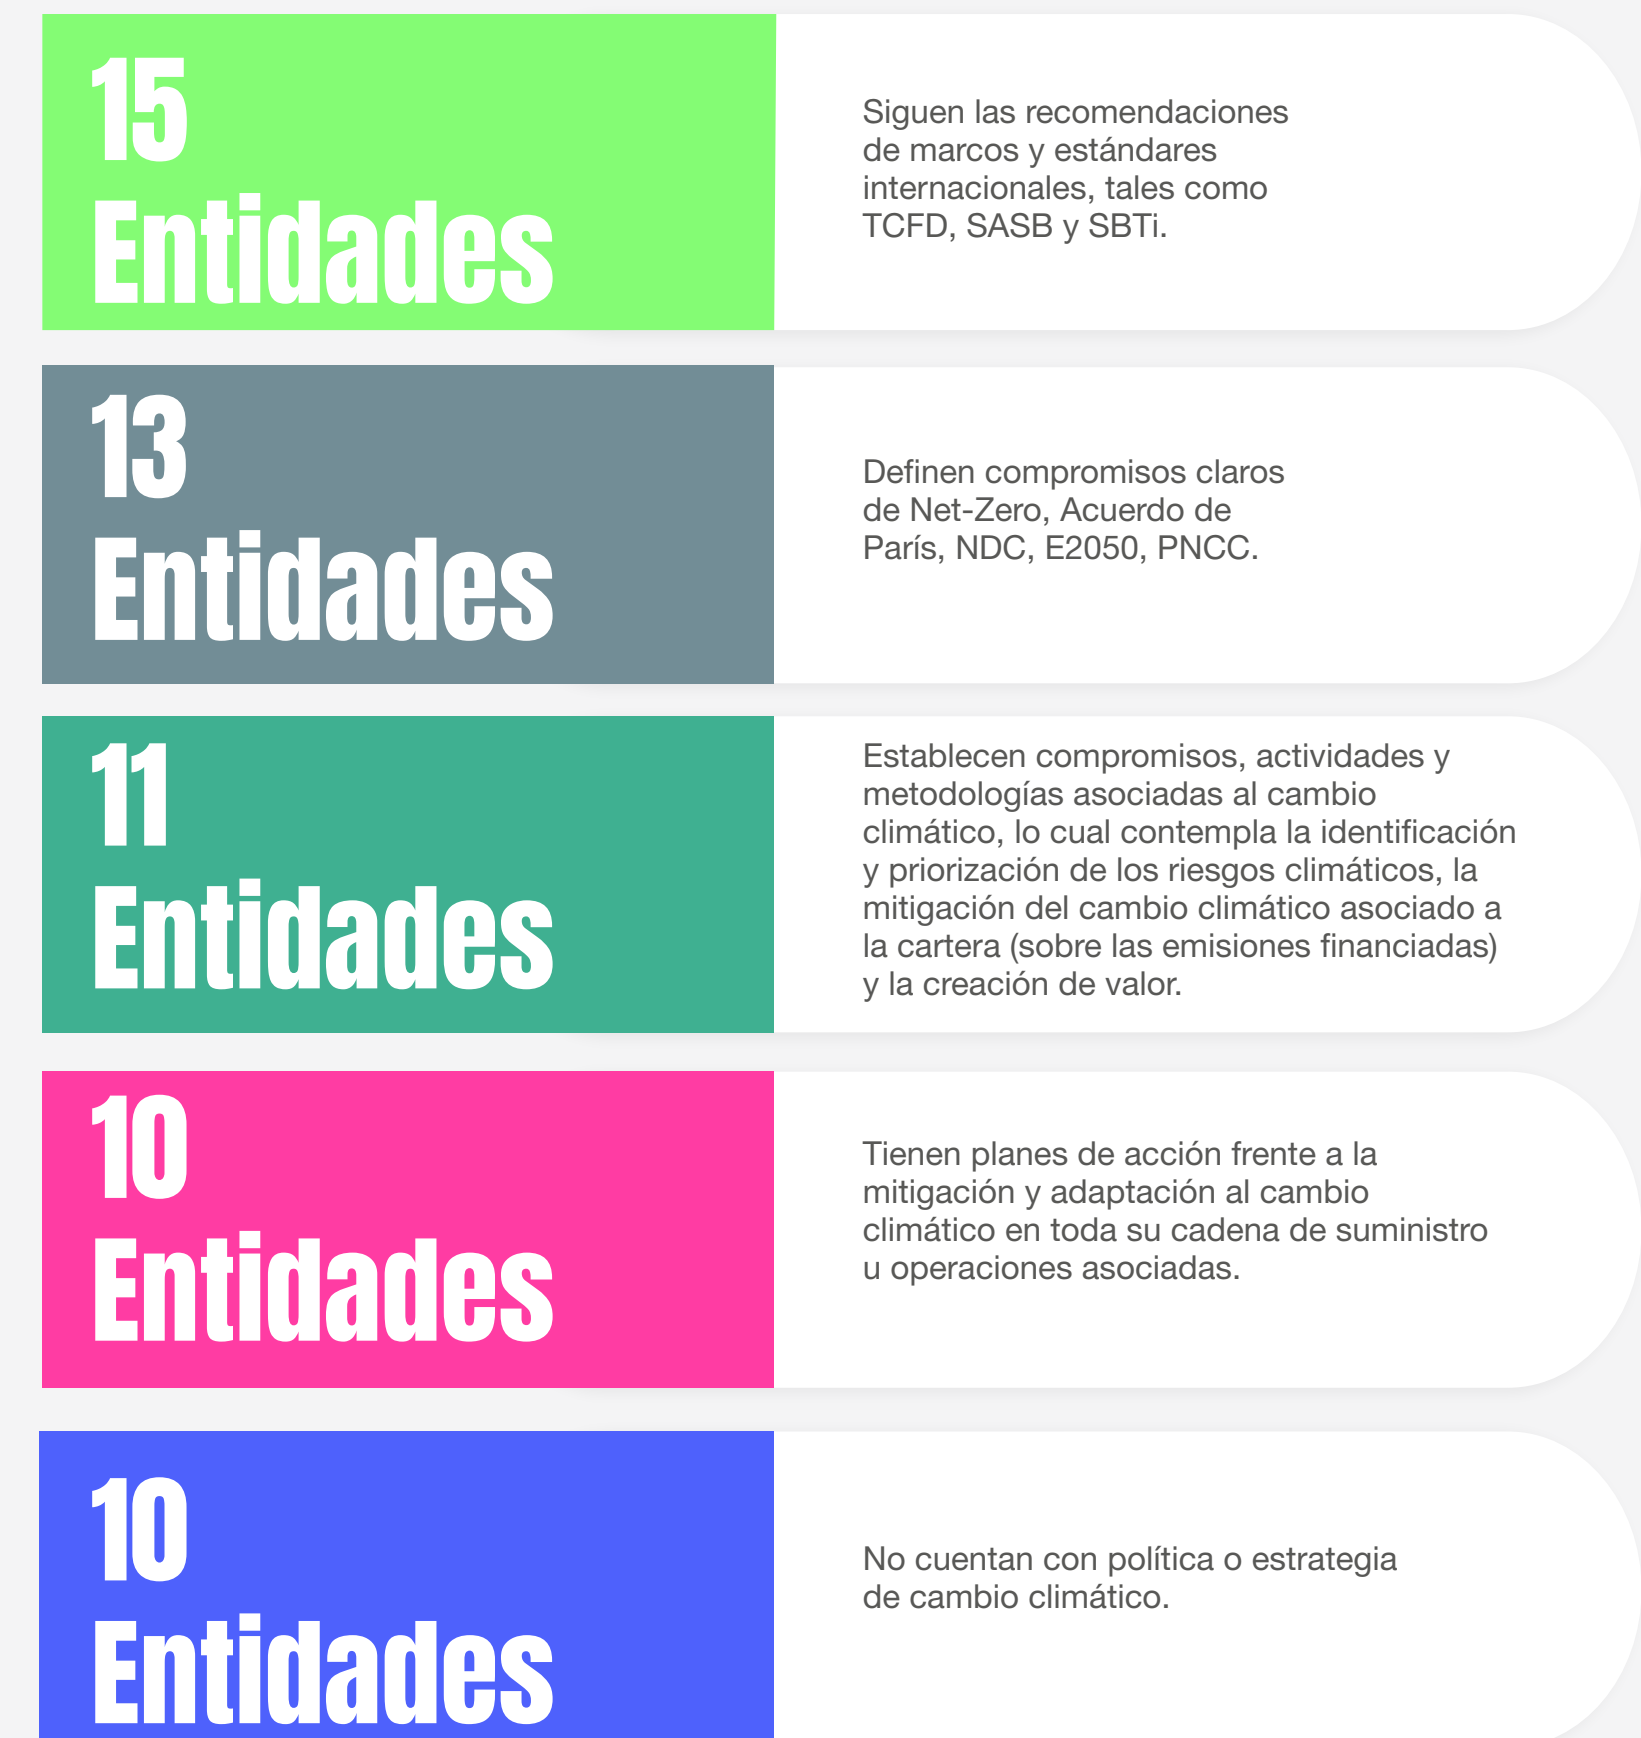 15
Entidades
Siguen las recomendaciones
de marcos y estándares
internacionales, tales como
TCFD, SASB y SBTi.
13
Entidades
Definen compromisos claros
de Net-Zero, Acuerdo de
París, NDC, E2050, PNCC.
11
Entidades
Establecen compromisos, actividades y
metodologías asociadas al cambio
climático, lo cual contempla la identificación
y priorización de los riesgos climáticos, la
mitigación del cambio climático asociado a
la cartera (sobre las emisiones financiadas)
y la creación de valor.
10
Entidades
Tienen planes de acción frente a la
mitigación y adaptación al cambio
climático en toda su cadena de suministro
u operaciones asociadas.
10
Entidades
No cuentan con política o estrategia
de cambio climático.